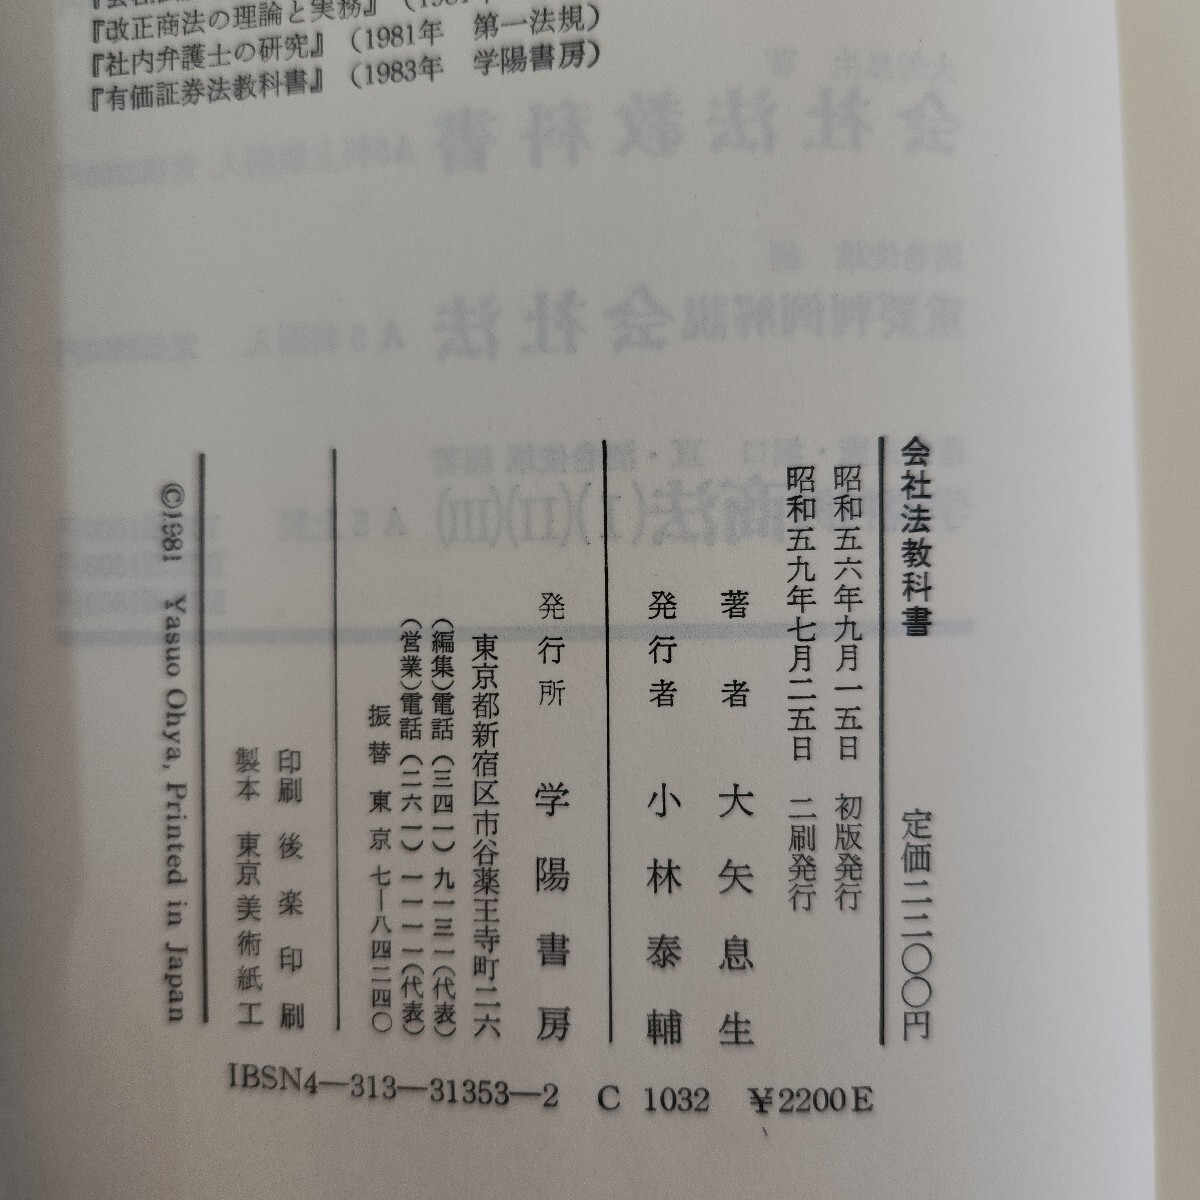 『改正商法の理論と実務』
『社内弁護士の研究』（1981年　第一法規）
『有価証券法教科書』（1983年　学陽書房）
会社法教科書　定価二二〇〇円
昭和五六年九月一五日　初版発行
昭和五九年七月二五日　二刷発行
著者　大矢息生
発行者　小林泰輔
発行所　学陽書房
東京都新宿区市谷薬王寺町二六
（編集）電話（三四一）九一三一（代表）
（営業）電話（二六一）一一一一（代表）
振替　東京七―八四二四〇
印刷　後楽印刷
製本　東京美術紙工
©1981　Yasuo Ohya, Printed in Japan
IBSN4—313—31353—2　C　1032　¥2200E